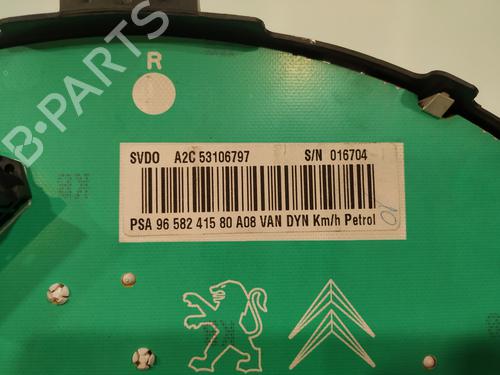 B-PARTS
R
SVDO A2C 53106797 S/N 016704
PSA 96 582 415 80 A08 VAN DYN Km/h Petrol